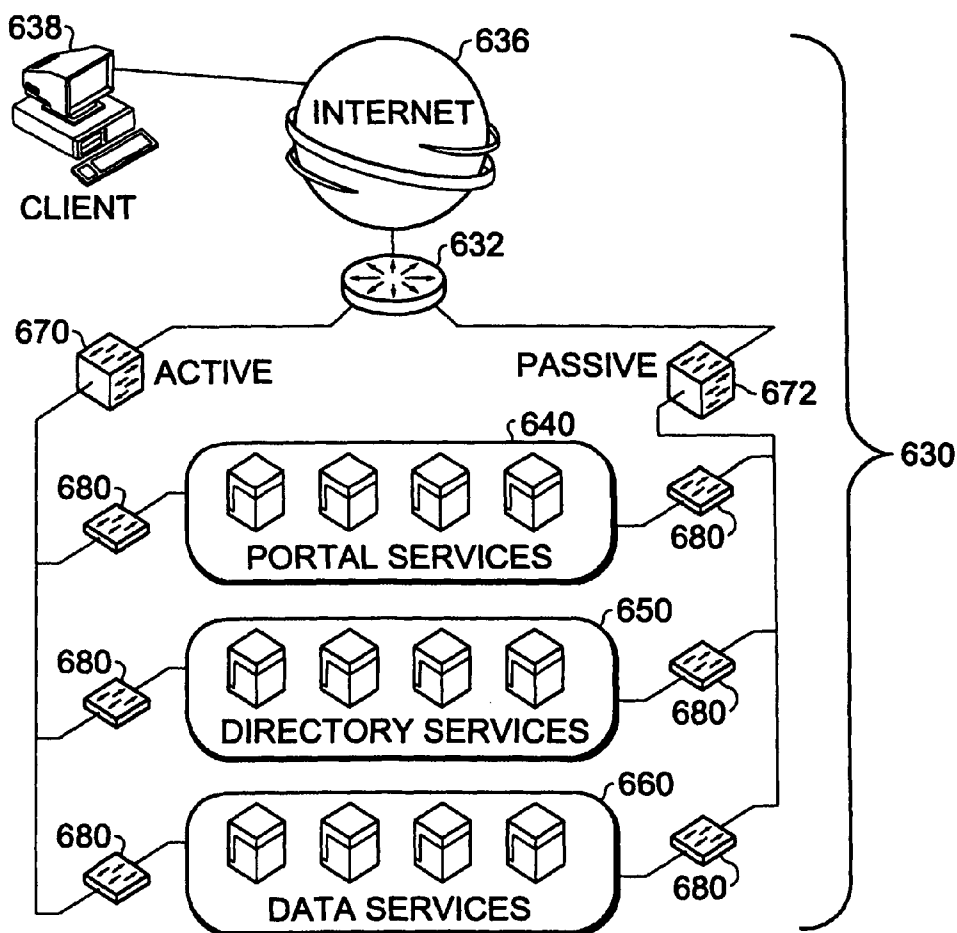 638
636
INTERNET
CLIENT
632
670
ACTIVE
PASSIVE
672
630
640
680
680
PORTAL SERVICES
650
680
680
DIRECTORY SERVICES
660
680
680
DATA SERVICES